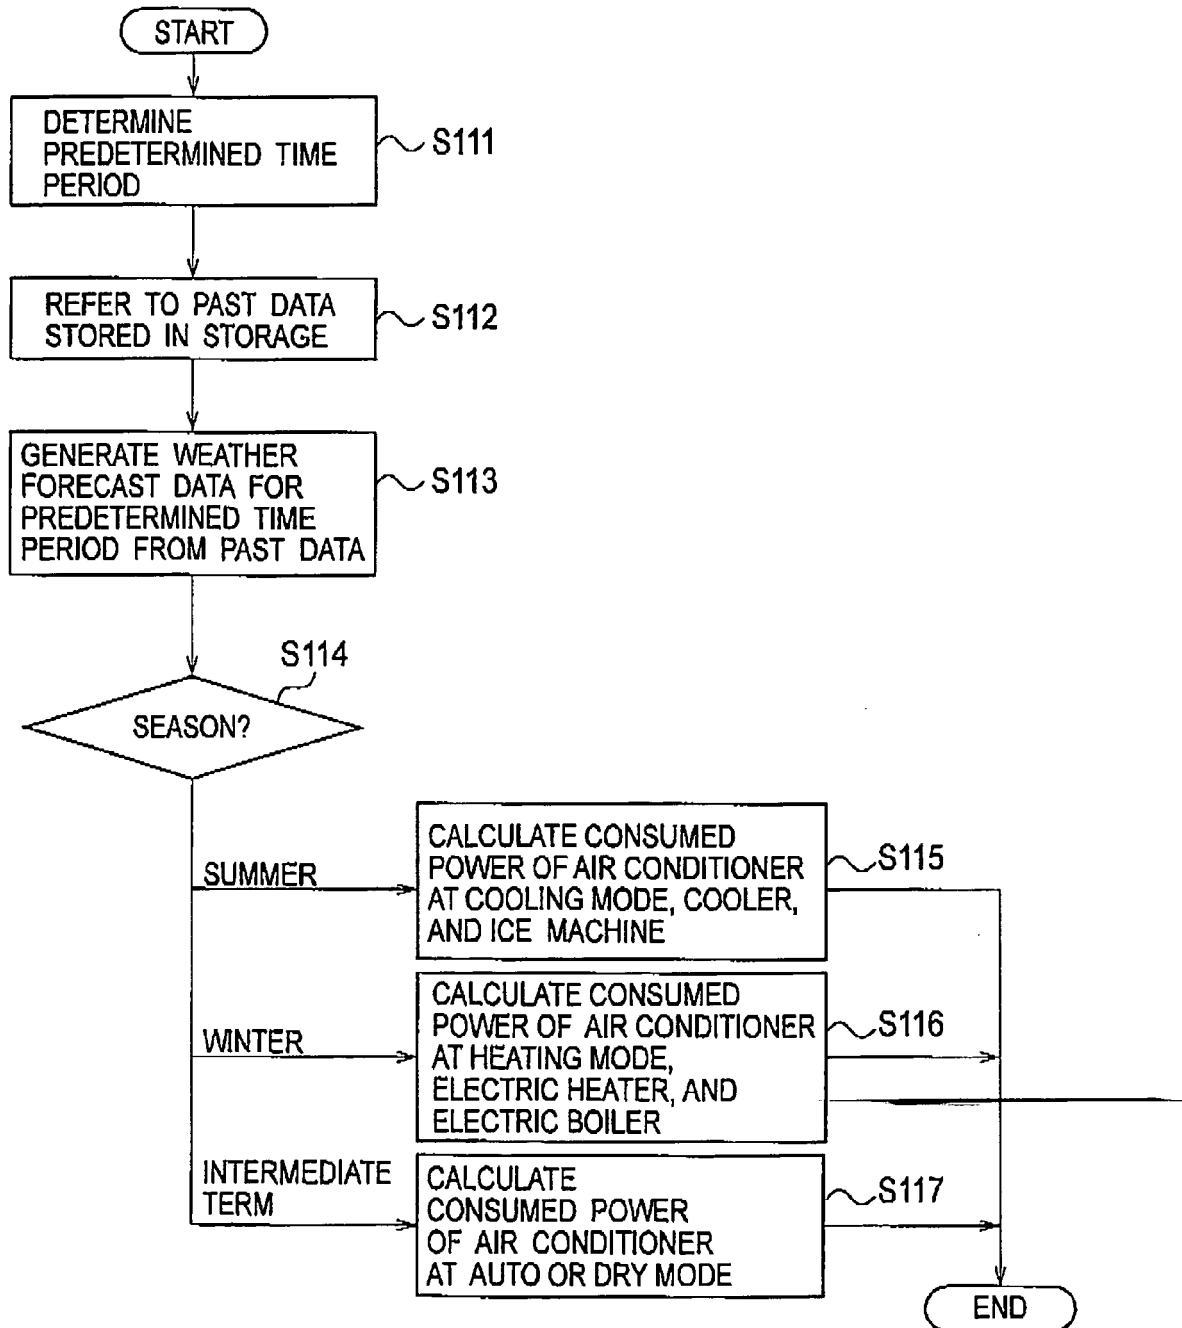 START
DETERMINE
PREDETERMINED TIME
PERIOD
S111
REFER TO PAST DATA
STORED IN STORAGE
S112
GENERATE WEATHER
FORECAST DATA FOR
PREDETERMINED TIME
PERIOD FROM PAST DATA
S113
S114
SEASON?
SUMMER
CALCULATE CONSUMED
POWER OF AIR CONDITIONER
AT COOLING MODE, COOLER,
AND ICE MACHINE
S115
WINTER
CALCULATE CONSUMED
POWER OF AIR CONDITIONER
AT HEATING MODE,
ELECTRIC HEATER, AND
ELECTRIC BOILER
S116
INTERMEDIATE
TERM
CALCULATE
CONSUMED POWER
OF AIR CONDITIONER
AT AUTO OR DRY MODE
S117
END